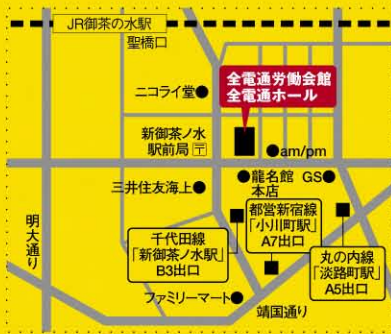 JR御茶の水駅
聖橋口
全電通労働会館
全電通ホール
ニコライ堂
新御茶ノ水
駅前局〒
am/pm
龍名館
本店
GS
三井住友海上
明大通り
千代田線
「新御茶ノ水駅」
B3出口
都営新宿線
「小川町駅」
A7出口
丸の内線
「淡路町駅」
A5出口
ファミリーマート
靖国通り